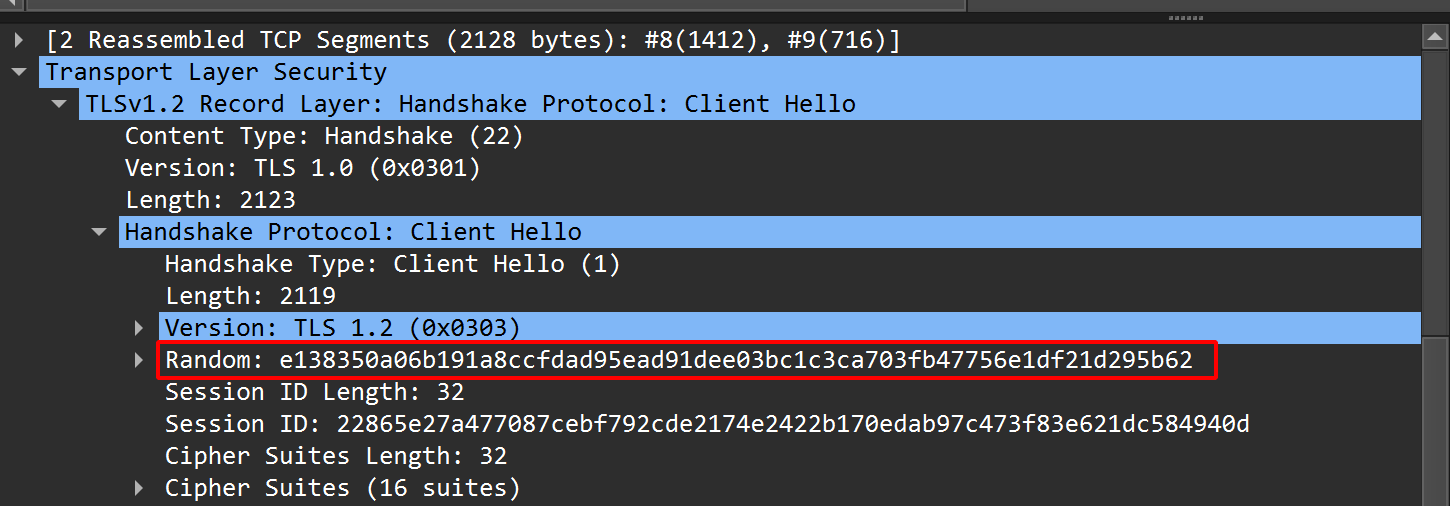 [2 Reassembled TCP Segments (2128 bytes): #8(1412), #9(716)]
Transport Layer Security
TLSv1.2 Record Layer: Handshake Protocol: Client Hello
Content Type: Handshake (22)
Version: TLS 1.0 (0x0301)
Length: 2123
Handshake Protocol: Client Hello
Handshake Type: Client Hello (1)
Length: 2119
Version: TLS 1.2 (0x0303)
Random: e138350a06b191a8ccfdad95ead91dee03bc1c3ca703fb47756e1df21d295b62
Session ID Length: 32
Session ID: 22865e27a477087cebf792cde2174e2422b170edab97c473f83e621dc584940d
Cipher Suites Length: 32
Cipher Suites (16 suites)